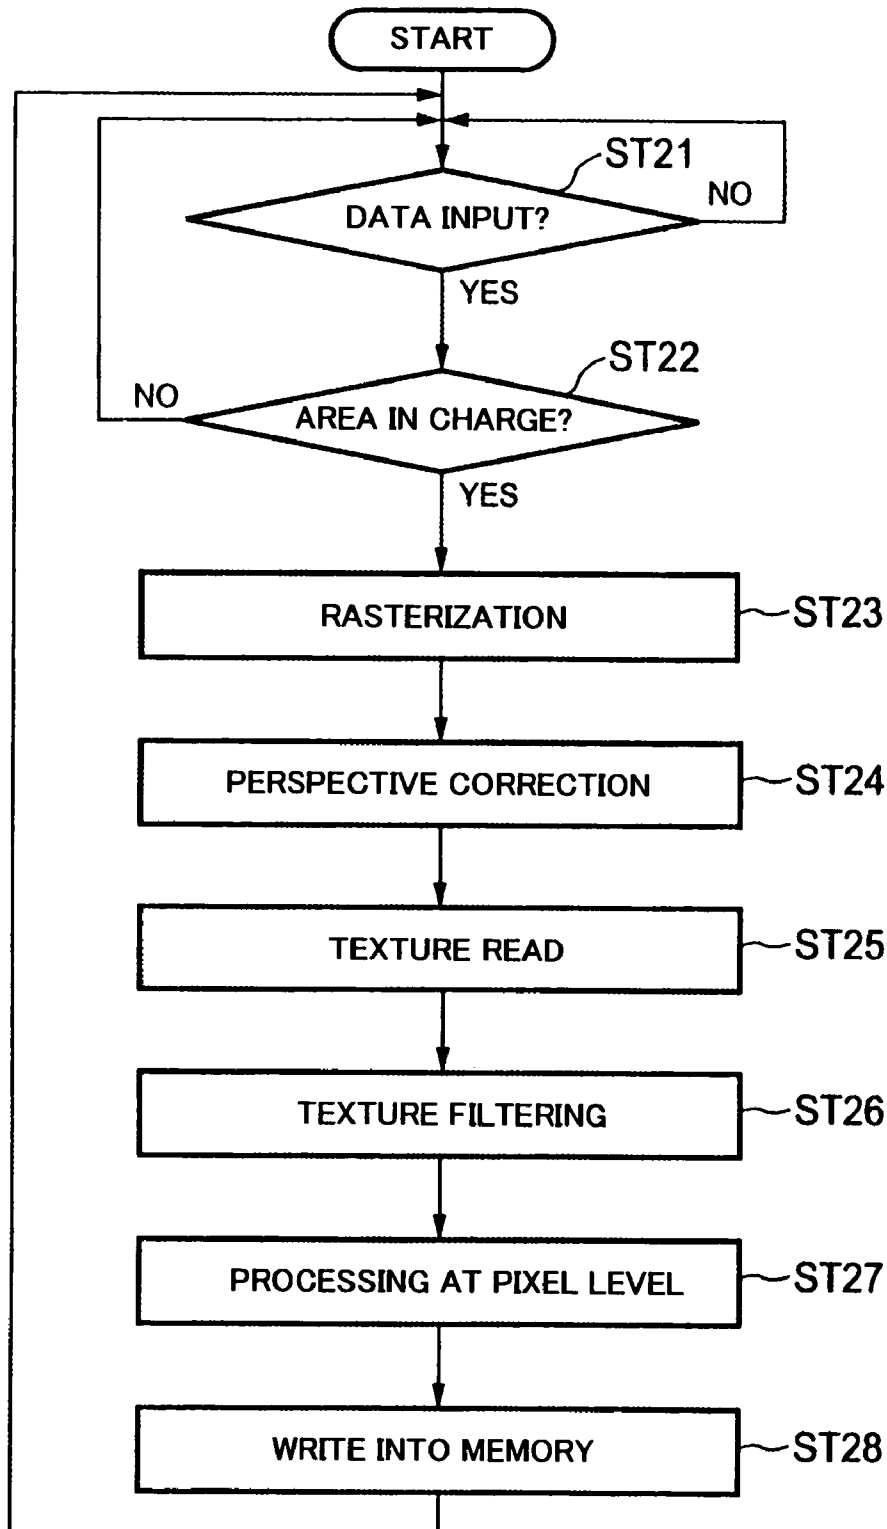 START
ST21
DATA INPUT?
NO
YES
ST22
NO
AREA IN CHARGE?
YES
RASTERIZATION
ST23
PERSPECTIVE CORRECTION
ST24
TEXTURE READ
ST25
TEXTURE FILTERING
ST26
PROCESSING AT PIXEL LEVEL
ST27
WRITE INTO MEMORY
ST28